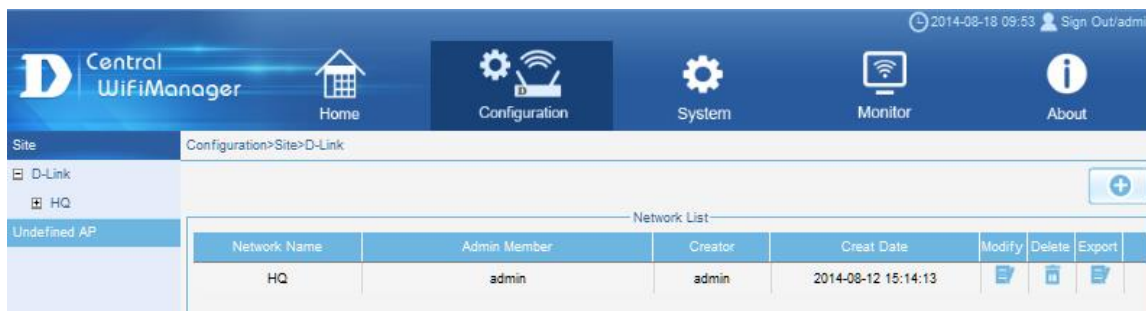 2014-08-18 09:53 Sign Out/admi
D Central WiFiManager
Home Configuration System Monitor About
Site Configuration>Site>D-Link
D-Link
HQ
Undefined AP
Network List
Network Name Admin Member Creator Creat Date Modify Delete Export
HQ admin admin 2014-08-12 15:14:13